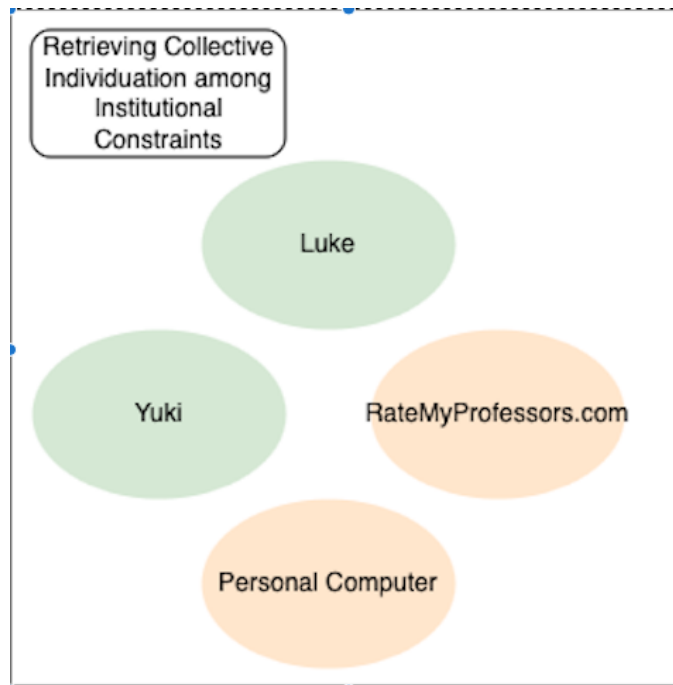 Retrieving Collective
Individuation among
Institutional
Constraints
Luke
Yuki
RateMyProfessors.com
Personal Computer